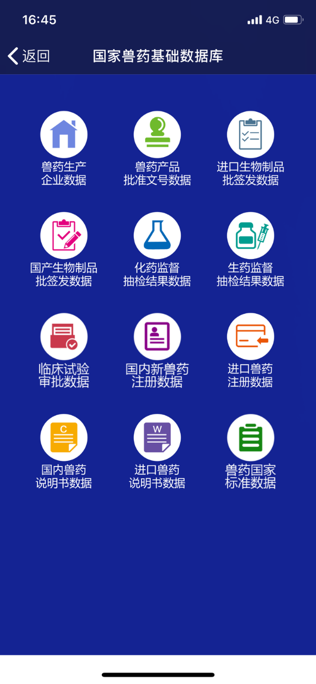 16:45
4G
返回
国家兽药基础数据库
兽药生产
企业数据
兽药产品
批准文号数据
进口生物制品
批签发数据
国产生物制品
批签发数据
化药监督
抽检结果数据
生药监督
抽检结果数据
临床试验
审批数据
国内新兽药
注册数据
进口兽药
注册数据
C
国内兽药
说明书数据
W
进口兽药
说明书数据
兽药国家
标准数据